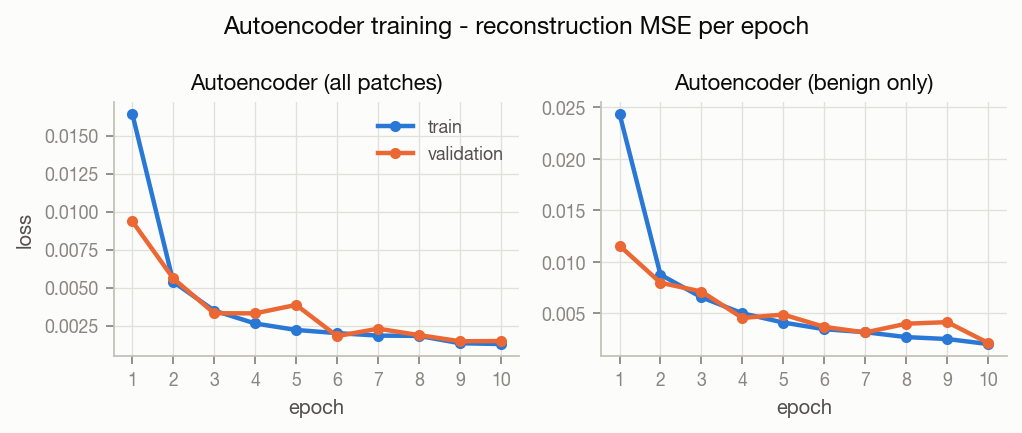 Autoencoder training - reconstruction MSE per epoch
Autoencoder (all patches)
train
validation
0.0150
0.0125
0.0100
0.0075
0.0050
0.0025
loss
1 2 3 4 5 6 7 8 9 10
epoch
Autoencoder (benign only)
0.025
0.020
0.015
0.010
0.005
1 2 3 4 5 6 7 8 9 10
epoch